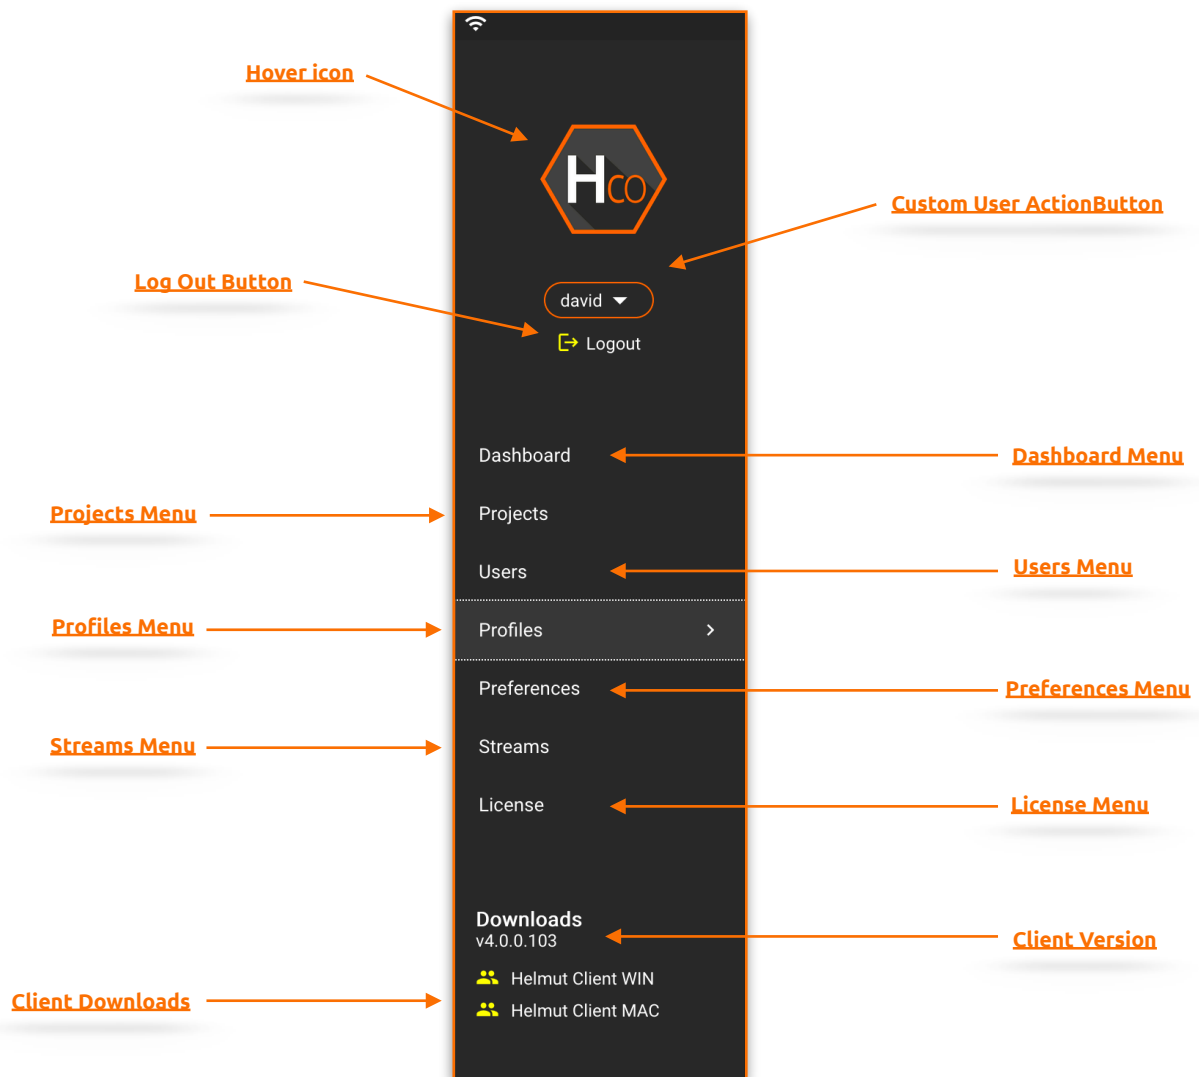 Hover icon
Hco
Custom User ActionButton
Log Out Button
david
Logout
Dashboard
Dashboard Menu
Projects Menu
Projects
Users
Users Menu
Profiles Menu
Profiles
Preferences
Preferences Menu
Streams Menu
Streams
License
License Menu
Downloads
v4.0.0.103
Client Version
Helmut Client WIN
Client Downloads
Helmut Client MAC